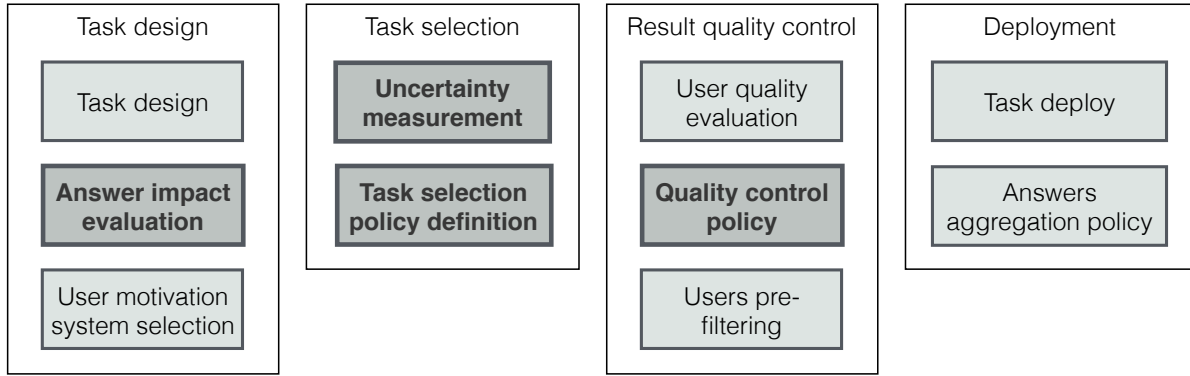 Task design
Task design
Answer impact
evaluation
User motivation
system selection
Task selection
Uncertainty
measurement
Task selection
policy definition
Result quality control
User quality
evaluation
Quality control
policy
Users pre-
filtering
Deployment
Task deploy
Answers
aggregation policy